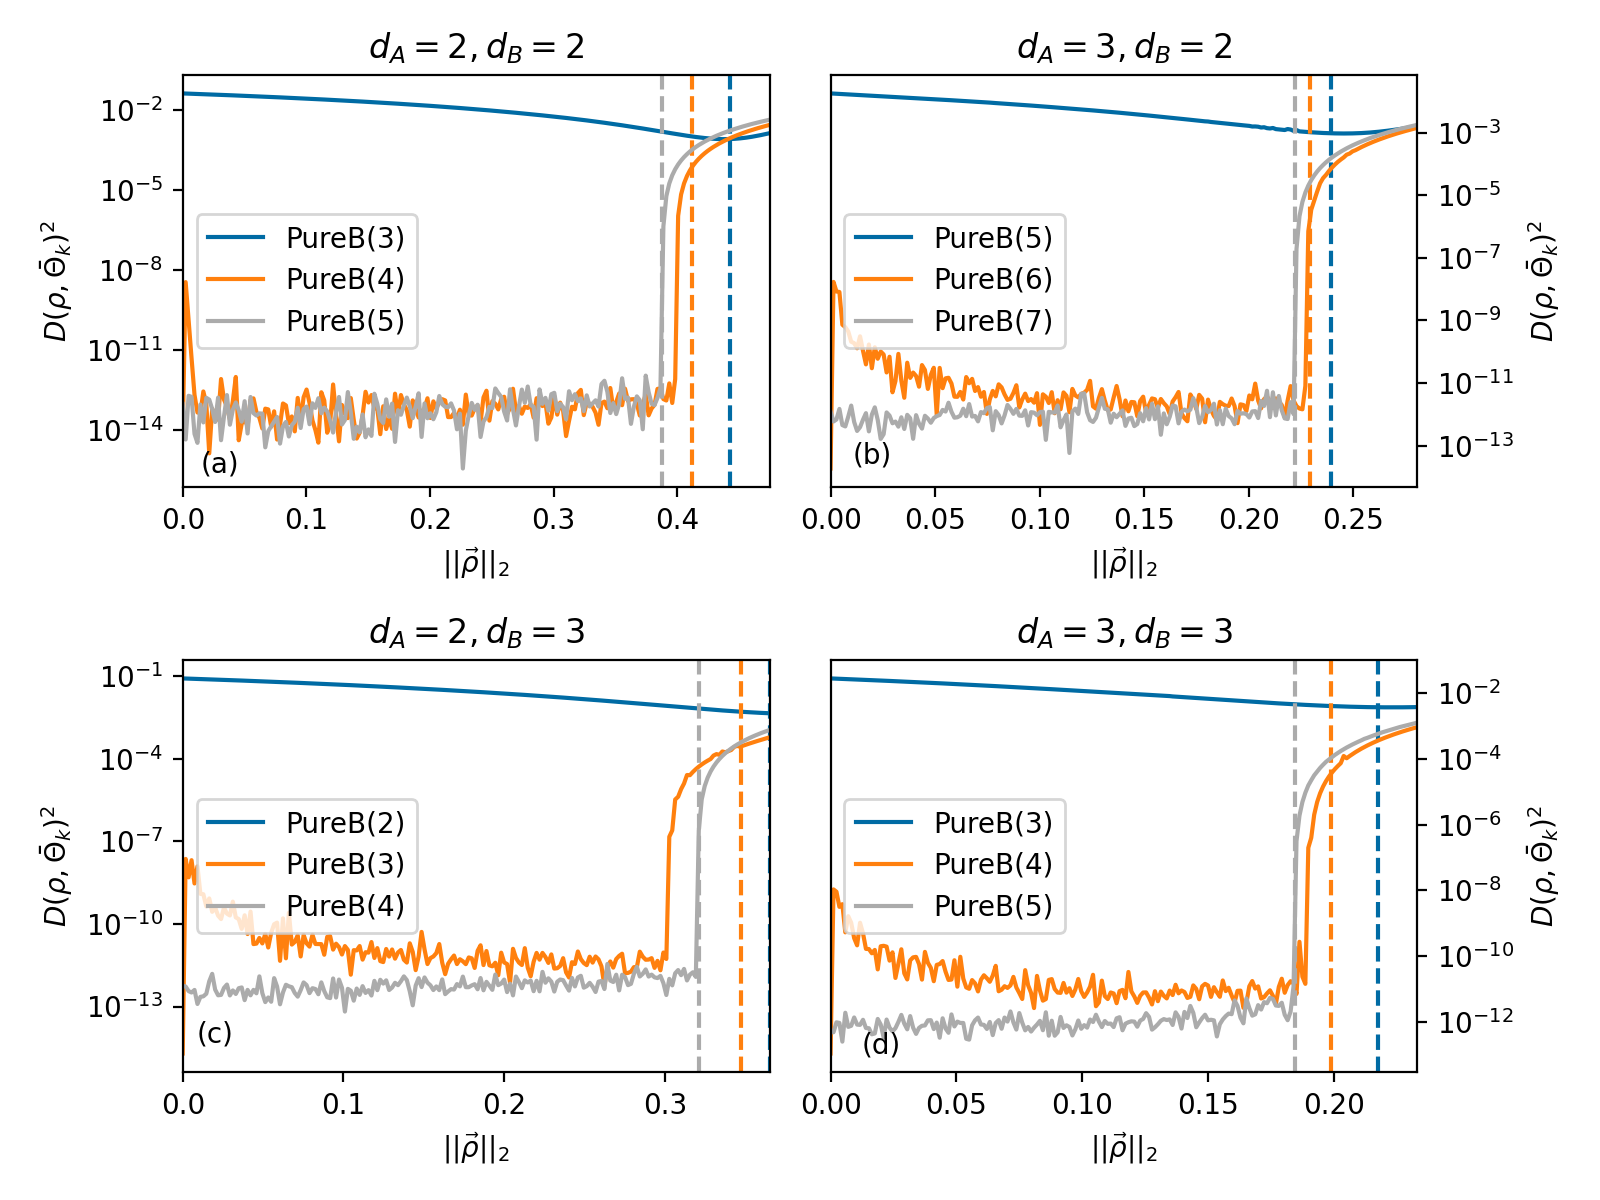 d_A = 2, d_B = 2
10^{-2}
10^{-5}
10^{-8}
10^{-11}
10^{-14}
D(ρ, Θ̄_k)^2
PureB(3)
PureB(4)
PureB(5)
(a)
0.0 0.1 0.2 0.3 0.4
||ρ⃗||_2
d_A = 3, d_B = 2
10^{-3}
10^{-5}
10^{-7}
10^{-9}
10^{-11}
10^{-13}
D(ρ, Θ̄_k)^2
PureB(5)
PureB(6)
PureB(7)
(b)
0.00 0.05 0.10 0.15 0.20 0.25
||ρ⃗||_2
d_A = 2, d_B = 3
10^{-1}
10^{-4}
10^{-7}
10^{-10}
10^{-13}
D(ρ, Θ̄_k)^2
PureB(2)
PureB(3)
PureB(4)
(c)
0.0 0.1 0.2 0.3
||ρ⃗||_2
d_A = 3, d_B = 3
10^{-2}
10^{-4}
10^{-6}
10^{-8}
10^{-10}
10^{-12}
D(ρ, Θ̄_k)^2
PureB(3)
PureB(4)
PureB(5)
(d)
0.00 0.05 0.10 0.15 0.20
||ρ⃗||_2